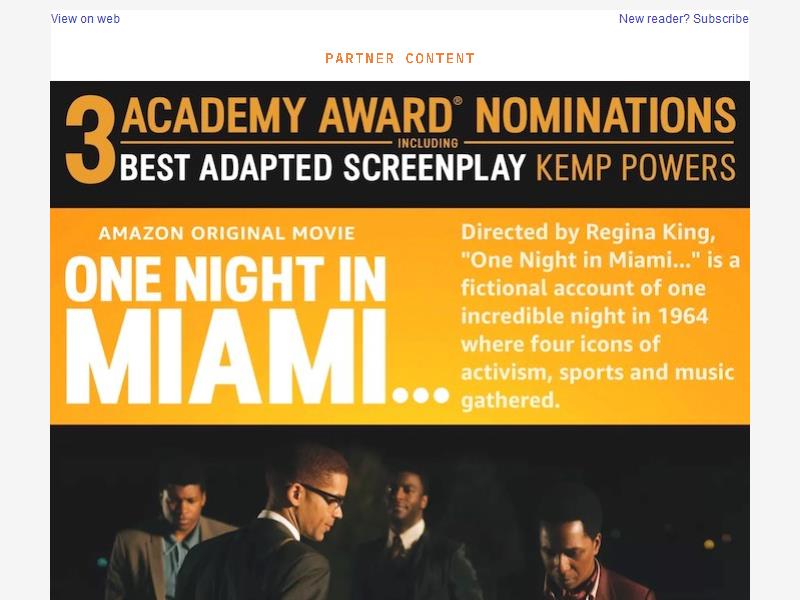 View on web
New reader? Subscribe
PARTNER CONTENT
3 ACADEMY AWARD® NOMINATIONS
INCLUDING
BEST ADAPTED SCREENPLAY KEMP POWERS
AMAZON ORIGINAL MOVIE
ONE NIGHT IN
MIAMI...
Directed by Regina King,
"One Night in Miami..." is a
fictional account of one
incredible night in 1964
where four icons of
activism, sports and music
gathered.